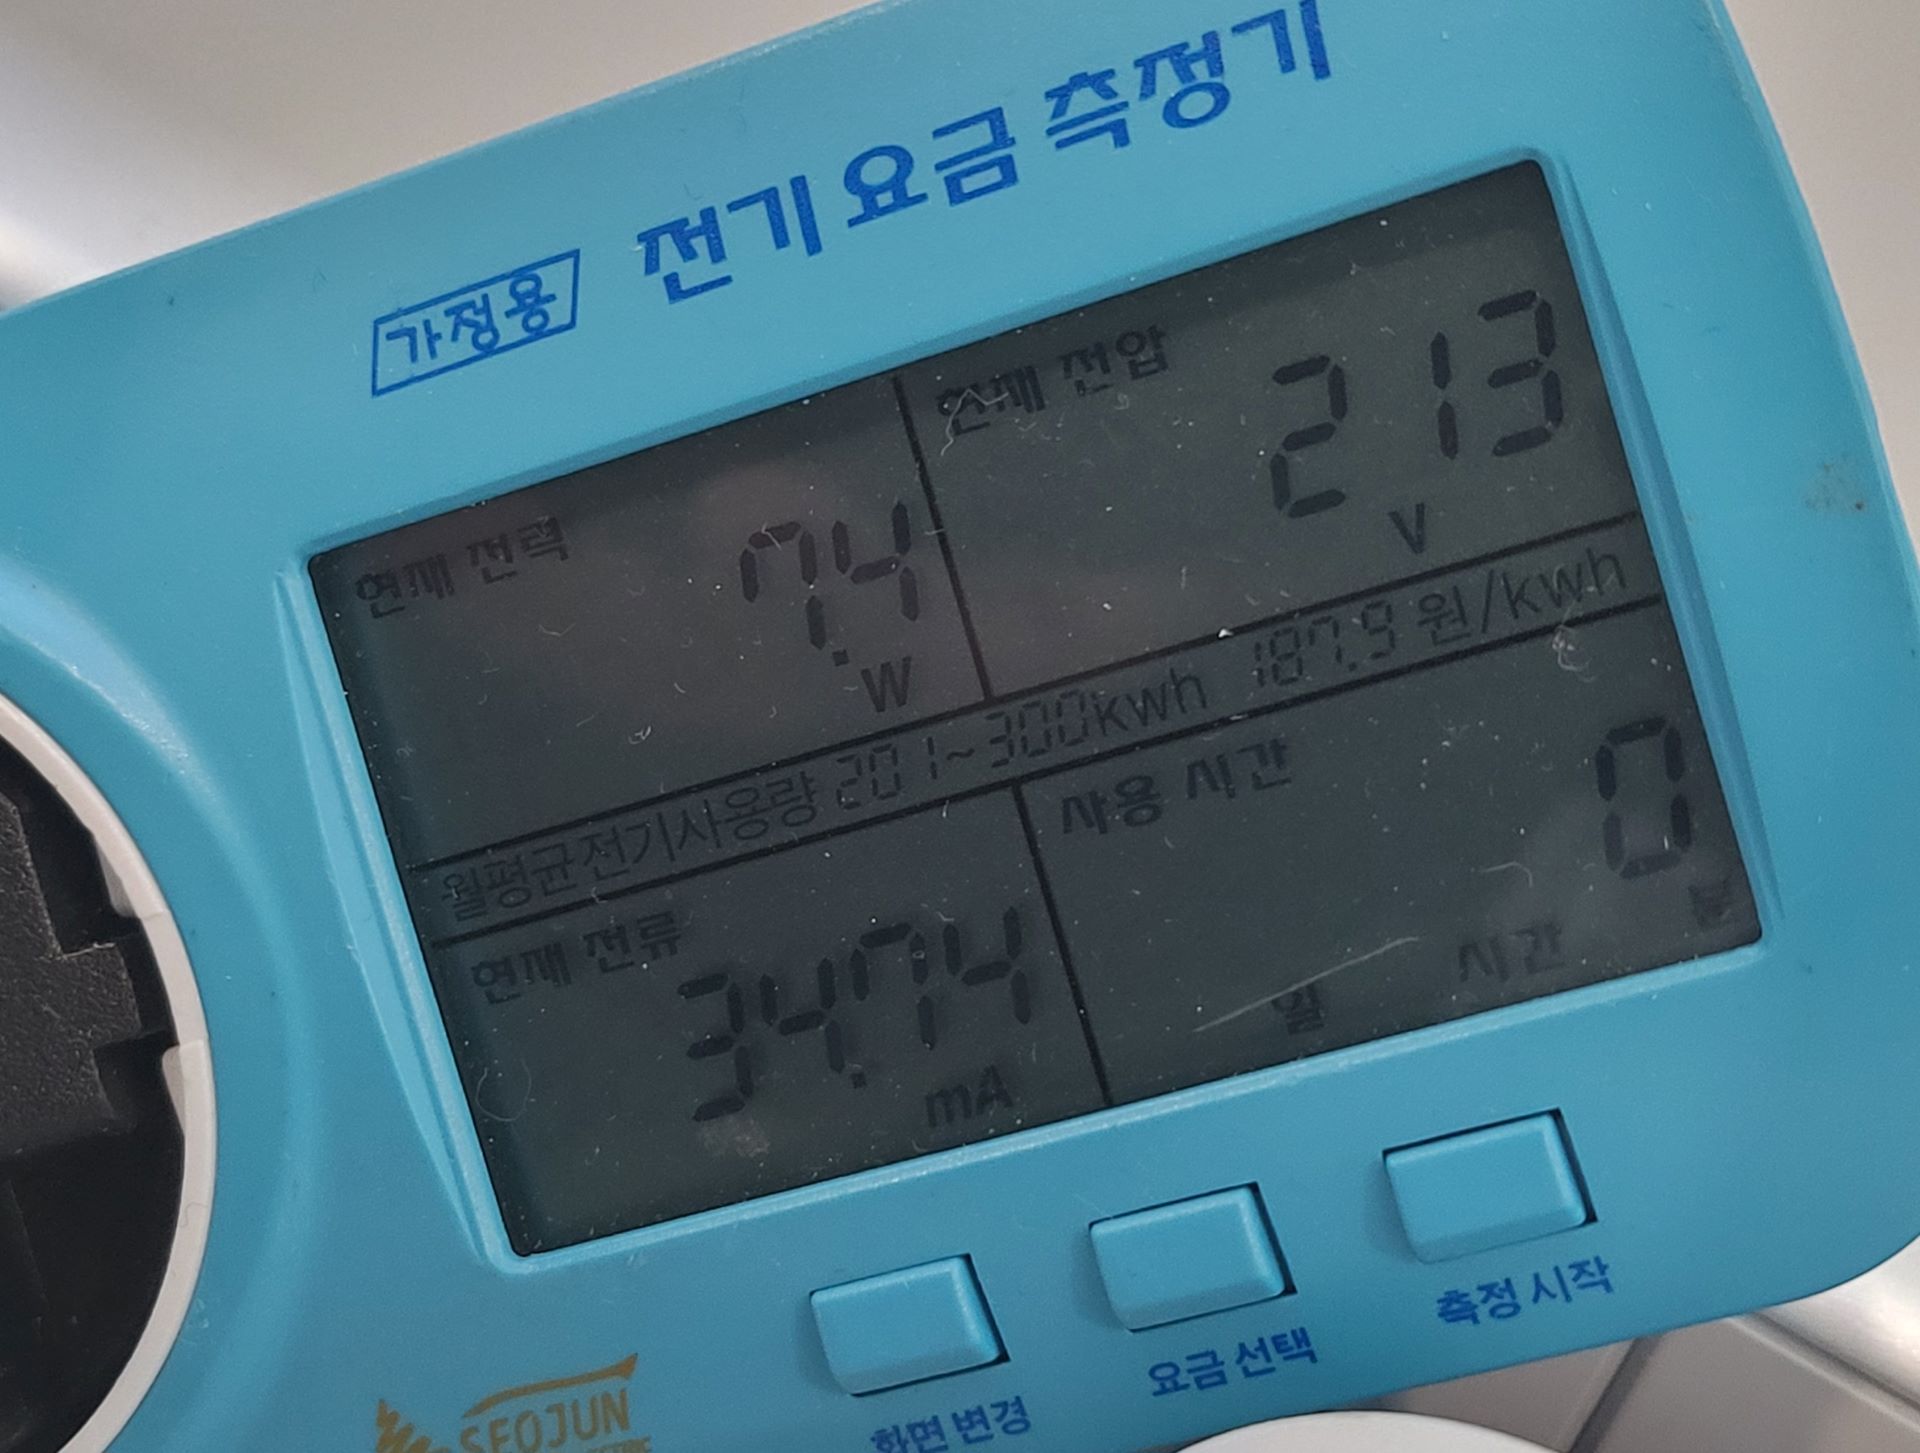 가정용 전기요금측정기
현재 전력 7.4 W
현재 전압 213 V
월평균전기사용량 201~300kwh 187.9 원/kwh
현재 전류 34.74 mA
사용 시간 0 분
일 시간
화면 변경
요금 선택
측정 시작
SEOJUN